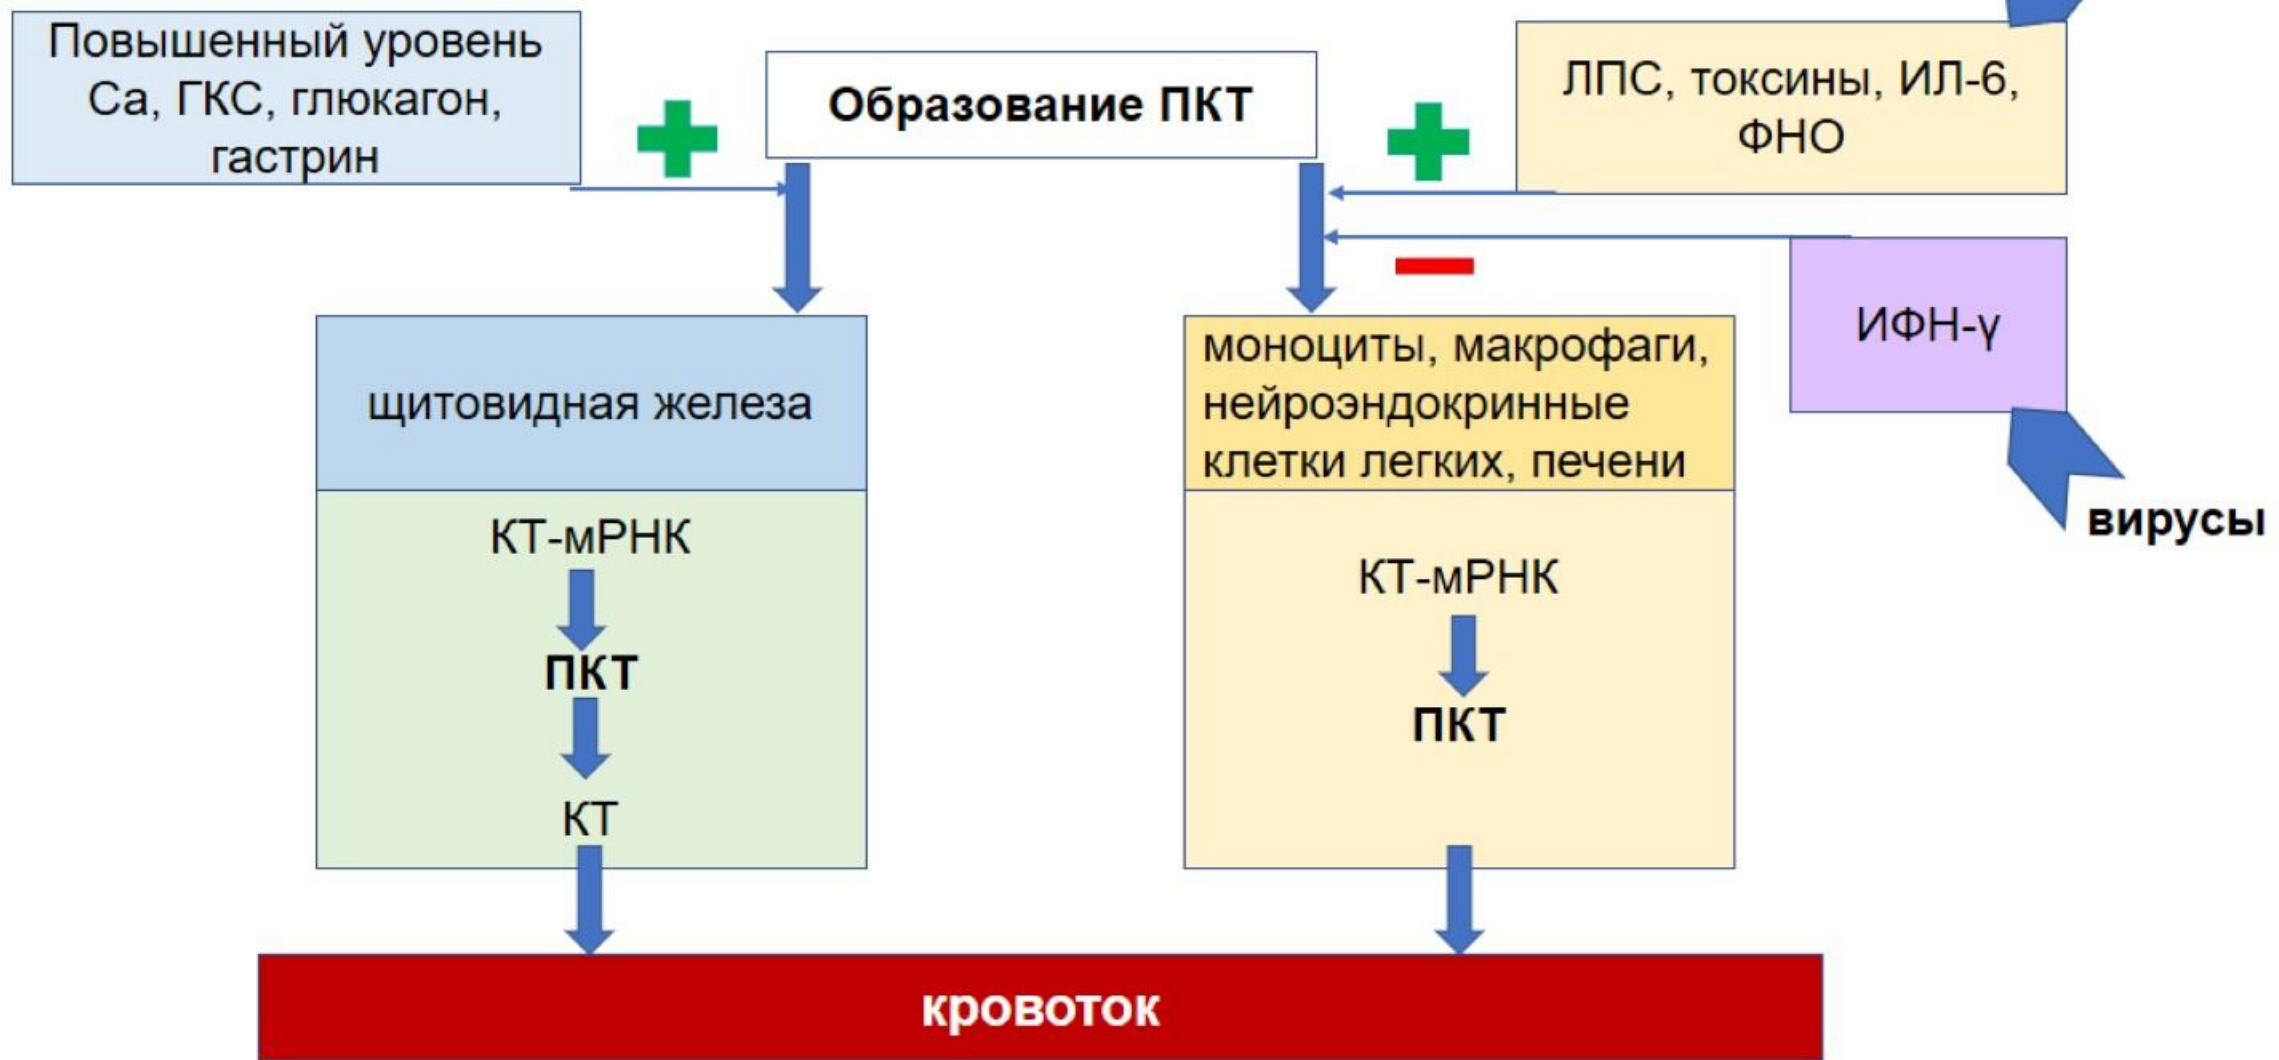 Повышенный уровень
Са, ГКС, глюкагон,
гастрин
Образование ПКТ
ЛПС, токсины, ИЛ-6,
ФНО
ИФН-γ
вирусы
щитовидная железа
КТ-мРНК
ПКТ
КТ
моноциты, макрофаги,
нейроэндокринные
клетки легких, печени
КТ-мРНК
ПКТ
кровоток